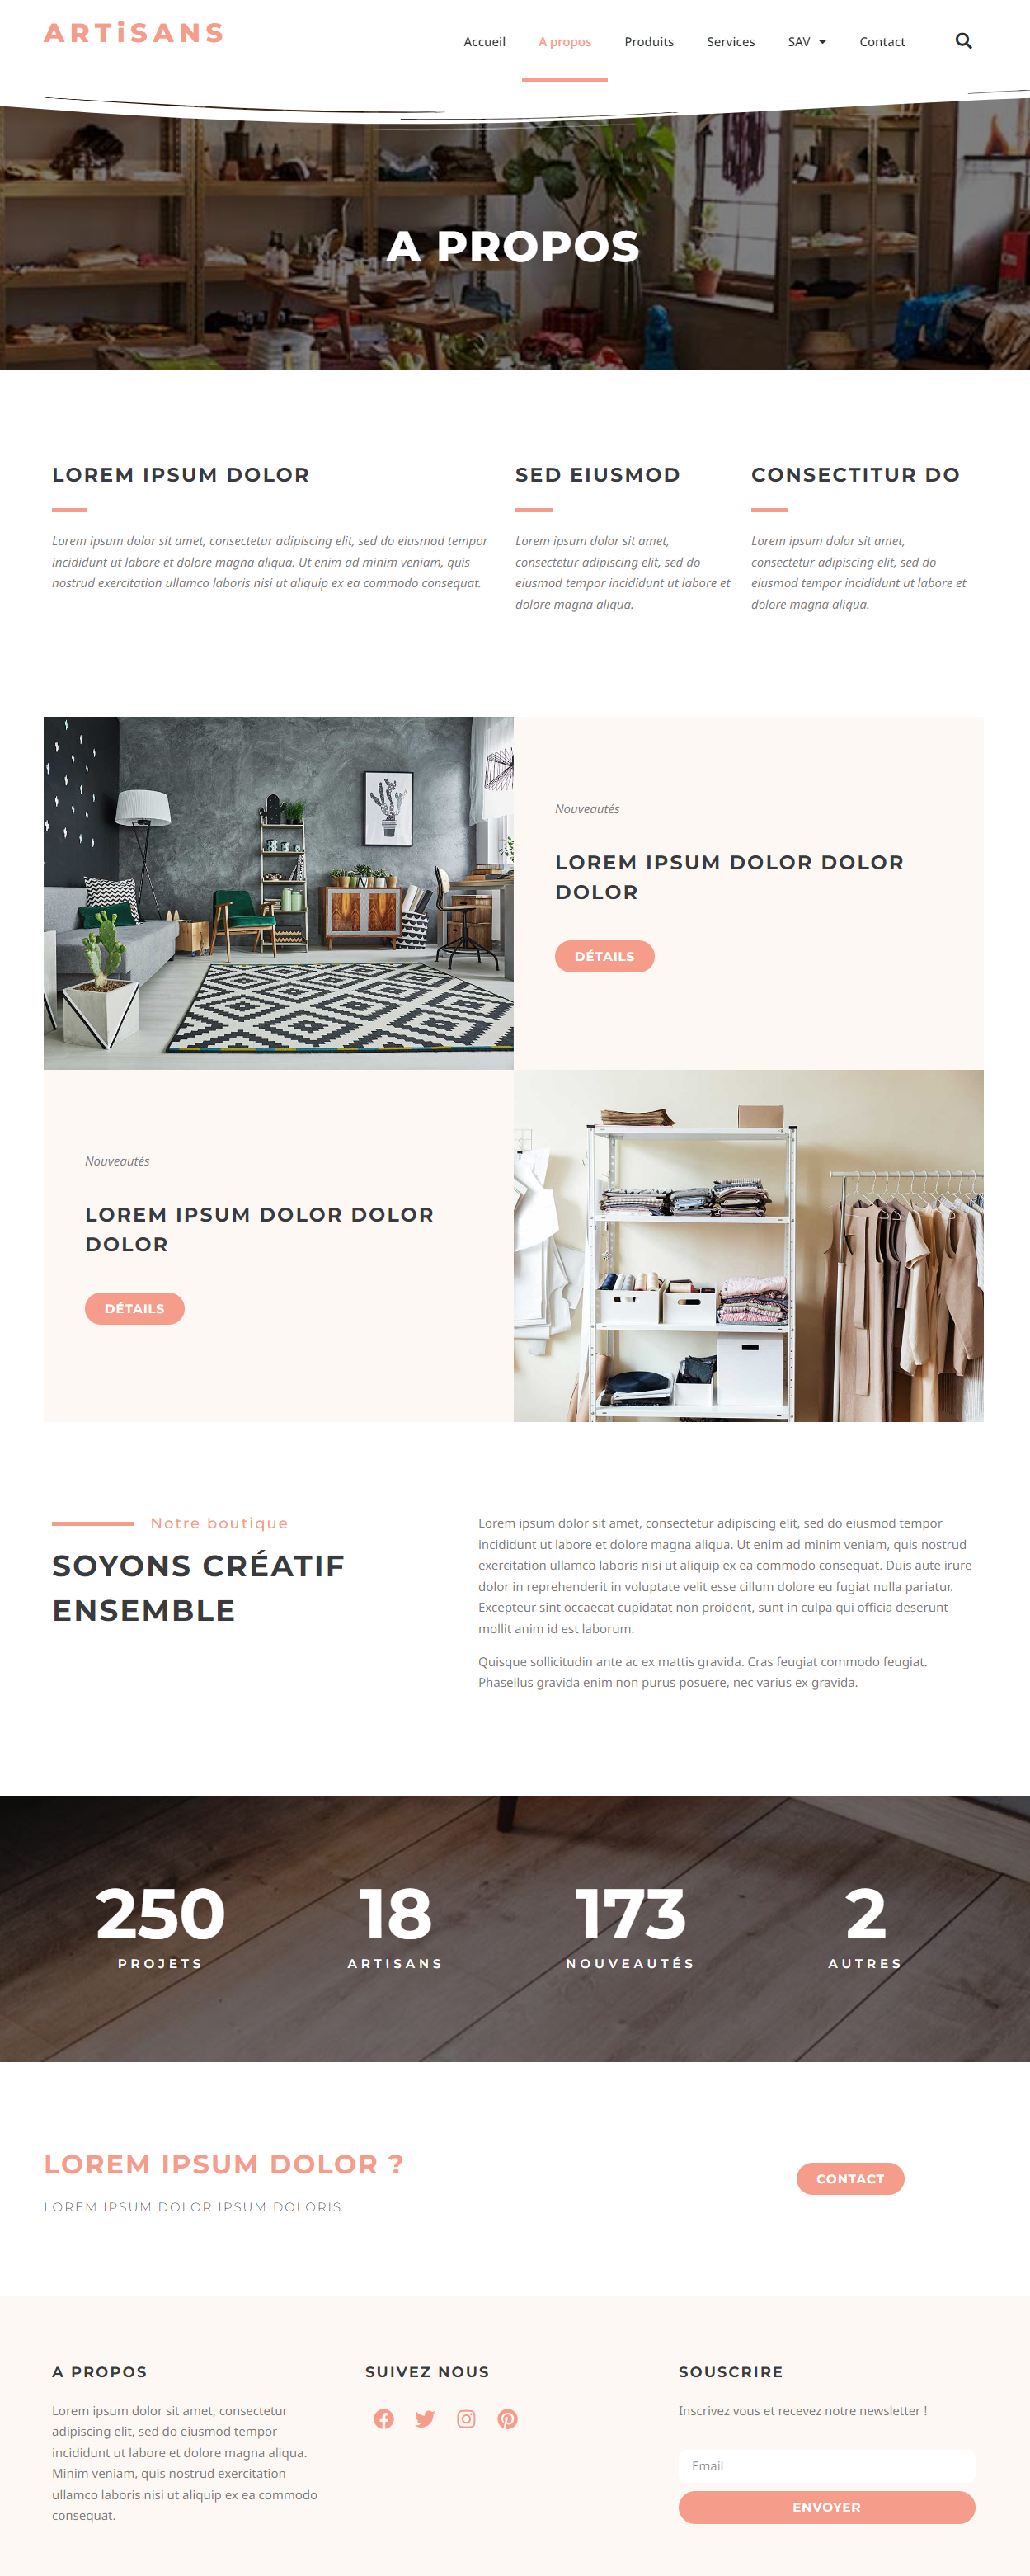 ARTiSANS
Accueil
A propos
Produits
Services
SAV
Contact
A PROPOS
LOREM IPSUM DOLOR
Lorem ipsum dolor sit amet, consectetur adipiscing elit, sed do eiusmod tempor
incididunt ut labore et dolore magna aliqua. Ut enim ad minim veniam, quis
nostrud exercitation ullamco laboris nisi ut aliquip ex ea commodo consequat.
SED EIUSMOD
Lorem ipsum dolor sit amet,
consectetur adipiscing elit, sed do
eiusmod tempor incididunt ut labore et
dolore magna aliqua.
CONSECTITUR DO
Lorem ipsum dolor sit amet,
consectetur adipiscing elit, sed do
eiusmod tempor incididunt ut labore et
dolore magna aliqua.
Nouveautés
LOREM IPSUM DOLOR DOLOR
DOLOR
DÉTAILS
Nouveautés
LOREM IPSUM DOLOR DOLOR
DOLOR
DÉTAILS
Notre boutique
SOYONS CRÉATIF
ENSEMBLE
Lorem ipsum dolor sit amet, consectetur adipiscing elit, sed do eiusmod tempor
incididunt ut labore et dolore magna aliqua. Ut enim ad minim veniam, quis nostrud
exercitation ullamco laboris nisi ut aliquip ex ea commodo consequat. Duis aute irure
dolor in reprehenderit in voluptate velit esse cillum dolore eu fugiat nulla pariatur.
Excepteur sint occaecat cupidatat non proident, sunt in culpa qui officia deserunt
mollit anim id est laborum.
Quisque sollicitudin ante ac ex mattis gravida. Cras feugiat commodo feugiat.
Phasellus gravida enim non purus posuere, nec varius ex gravida.
250
PROJETS
18
ARTISANS
173
NOUVEAUTÉS
2
AUTRES
LOREM IPSUM DOLOR ?
LOREM IPSUM DOLOR IPSUM DOLORIS
CONTACT
A PROPOS
Lorem ipsum dolor sit amet, consectetur
adipiscing elit, sed do eiusmod tempor
incididunt ut labore et dolore magna aliqua.
Minim veniam, quis nostrud exercitation
ullamco laboris nisi ut aliquip ex ea commodo
consequat.
SUIVEZ NOUS
SOUSCRIRE
Inscrivez vous et recevez notre newsletter !
Email
ENVOYER